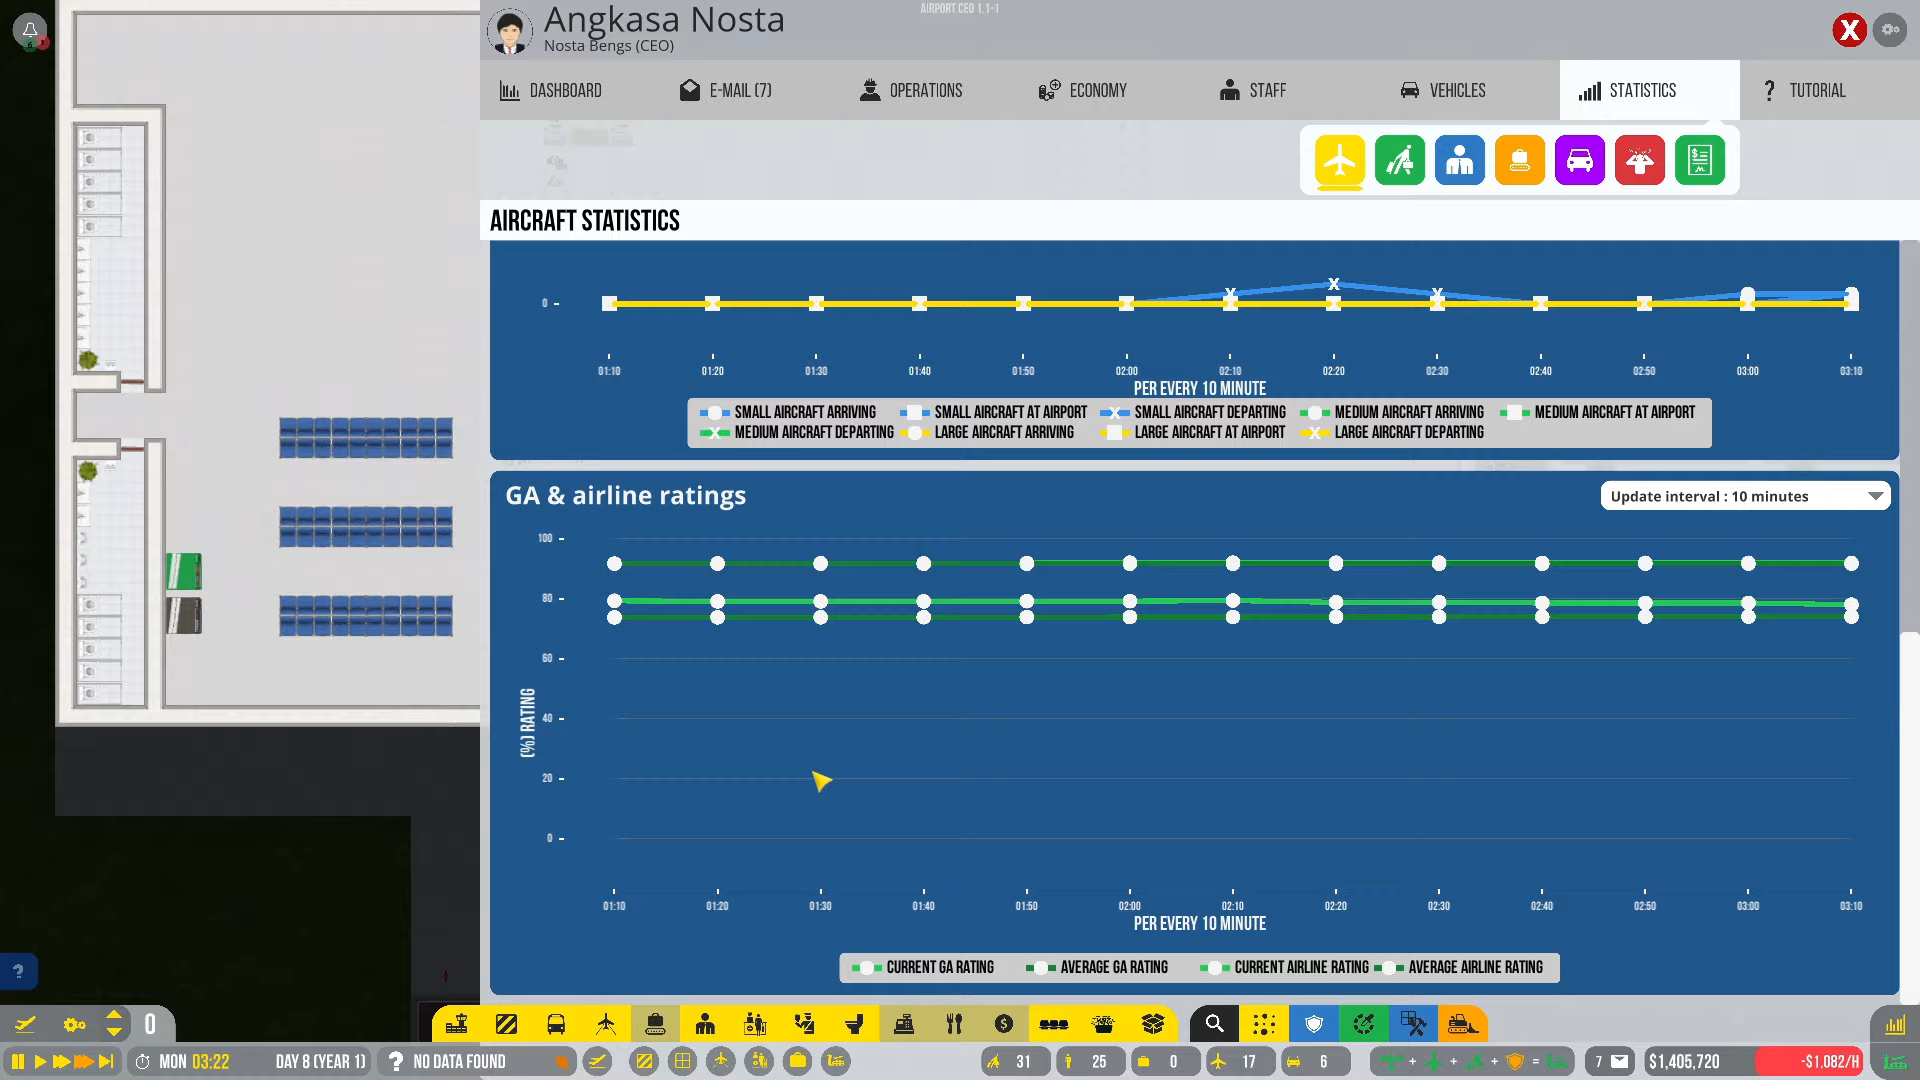 AIRPORT CEO 1.1-1
Angkasa Nosta
Nosta Bengs (CEO)
X
DASHBOARD
E-MAIL (7)
OPERATIONS
ECONOMY
STAFF
VEHICLES
STATISTICS
? TUTORIAL
AIRCRAFT STATISTICS
0
01:10 01:20 01:30 01:40 01:50 02:00 02:10 02:20 02:30 02:40 02:50 03:00 03:10
PER EVERY 10 MINUTE
SMALL AIRCRAFT ARRIVING SMALL AIRCRAFT AT AIRPORT SMALL AIRCRAFT DEPARTING MEDIUM AIRCRAFT ARRIVING MEDIUM AIRCRAFT AT AIRPORT
MEDIUM AIRCRAFT DEPARTING LARGE AIRCRAFT ARRIVING LARGE AIRCRAFT AT AIRPORT LARGE AIRCRAFT DEPARTING
GA & airline ratings
Update interval : 10 minutes
100
80
60
40
20
0
(%) RATING
01:10 01:20 01:30 01:40 01:50 02:00 02:10 02:20 02:30 02:40 02:50 03:00 03:10
PER EVERY 10 MINUTE
CURRENT GA RATING AVERAGE GA RATING CURRENT AIRLINE RATING AVERAGE AIRLINE RATING
?
0
MON 03:22 DAY 8 (YEAR 1)
? NO DATA FOUND
31 25 0 17 6
+ + + =
7
$1,405,720
-$1,082/H